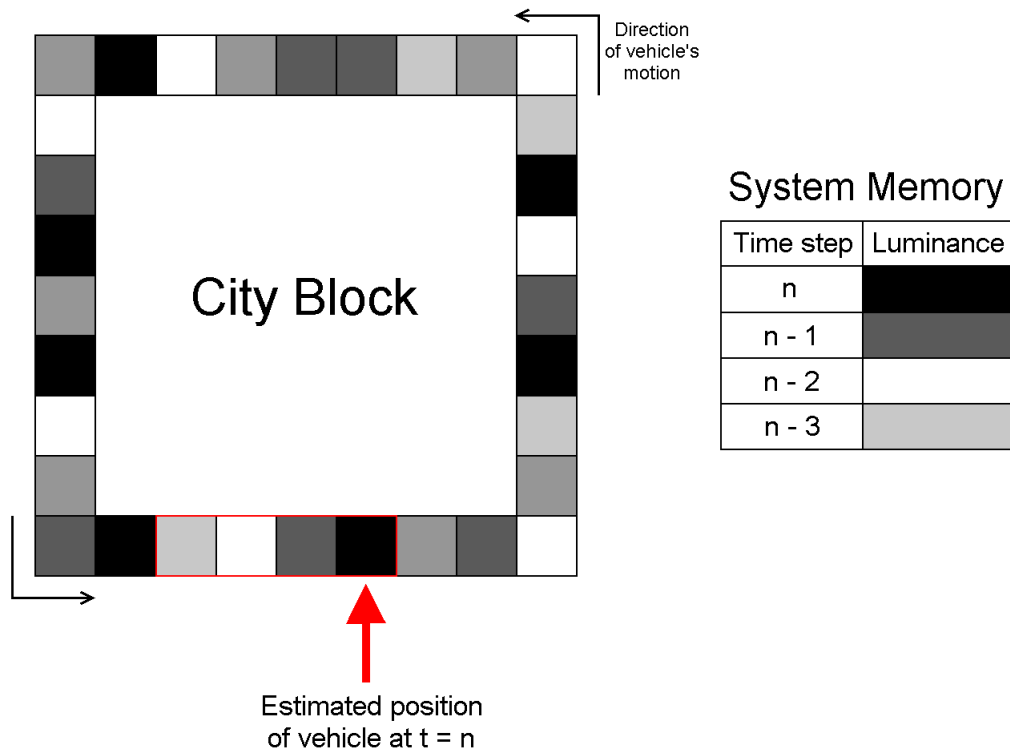 Direction
of vehicle's
motion
City Block
System Memory
Time step Luminance
n
n - 1
n - 2
n - 3
Estimated position
of vehicle at t = n